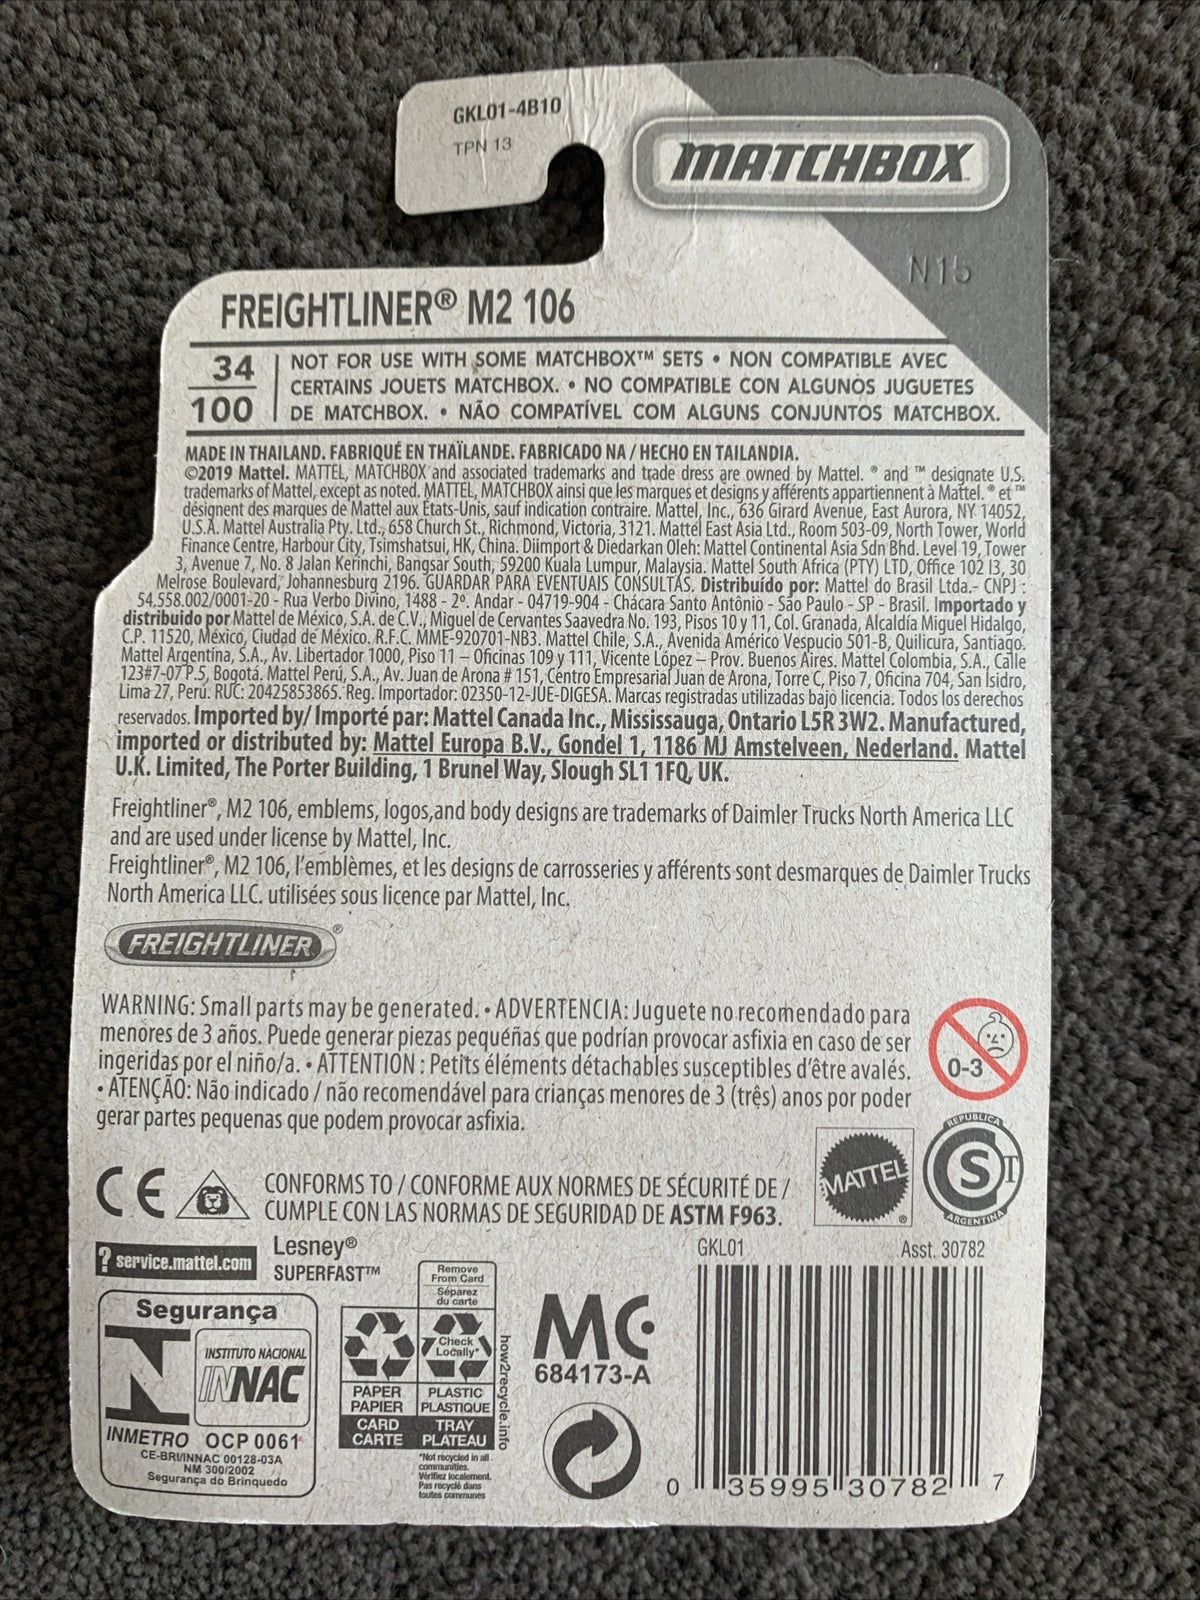 GKL01-4B10
TPN 13
MATCHBOX
N15
FREIGHTLINER® M2 106
34
100
NOT FOR USE WITH SOME MATCHBOX™ SETS • NON COMPATIBLE AVEC
CERTAINS JOUETS MATCHBOX. • NO COMPATIBLE CON ALGUNOS JUGUETES
DE MATCHBOX. • NÃO COMPATÍVEL COM ALGUNS CONJUNTOS MATCHBOX.
MADE IN THAILAND. FABRIQUÉ EN THAÏLANDE. FABRICADO NA / HECHO EN TAILANDIA.
©2019 Mattel. MATTEL, MATCHBOX and associated trademarks and trade dress are owned by Mattel. ® and ™ designate U.S.
trademarks of Mattel, except as noted. MATTEL, MATCHBOX ainsi que les marques et designs y afférents appartiennent à Mattel. ® et ™
désignent des marques de Mattel aux États-Unis, sauf indication contraire. Mattel, Inc., 636 Girard Avenue, East Aurora, NY 14052,
U.S.A. Mattel Australia Pty. Ltd., 658 Church St., Richmond, Victoria, 3121. Mattel East Asia Ltd., Room 503-09, North Tower, World
Finance Centre, Harbour City, Tsimshatsui, HK, China. Diimport & Diedarkan Oleh: Mattel Continental Asia Sdn Bhd. Level 19, Tower
3, Avenue 7, No. 8 Jalan Kerinchi, Bangsar South, 59200 Kuala Lumpur, Malaysia. Mattel South Africa (PTY) LTD, Office 102 I3, 30
Melrose Boulevard, Johannesburg 2196. GUARDAR PARA EVENTUAIS CONSULTAS. Distribuído por: Mattel do Brasil Ltda.- CNPJ :
54.558.002/0001-20 - Rua Verbo Divino, 1488 - 2º. Andar - 04719-904 - Chácara Santo Antônio - São Paulo - SP - Brasil. Importado y
distribuido por Mattel de México, S.A. de C.V., Miguel de Cervantes Saavedra No. 193, Pisos 10 y 11, Col. Granada, Alcaldía Miguel Hidalgo,
C.P. 11520, México, Ciudad de México. R.F.C. MME-920701-NB3. Mattel Chile, S.A., Avenida Américo Vespucio 501-B, Quilicura, Santiago.
Mattel Argentina, S.A., Av. Libertador 1000, Piso 11 – Oficinas 109 y 111, Vicente López – Prov. Buenos Aires. Mattel Colombia, S.A., Calle
123#7-07 P.5, Bogotá. Mattel Perú, S.A., Av. Juan de Arona # 151, Centro Empresarial Juan de Arona, Torre C, Piso 7, Oficina 704, San Isidro,
Lima 27, Perú. RUC: 20425853865. Reg. Importador: 02350-12-JUE-DIGESA. Marcas registradas utilizadas bajo licencia. Todos los derechos
reservados. Imported by/ Importé par: Mattel Canada Inc., Mississauga, Ontario L5R 3W2. Manufactured,
imported or distributed by: Mattel Europa B.V., Gondel 1, 1186 MJ Amstelveen, Nederland. Mattel
U.K. Limited, The Porter Building, 1 Brunel Way, Slough SL1 1FQ, UK.
Freightliner®, M2 106, emblems, logos,and body designs are trademarks of Daimler Trucks North America LLC
and are used under license by Mattel, Inc.
Freightliner®, M2 106, l'emblèmes, et les designs de carrosseries y afférents sont desmarques de Daimler Trucks
North America LLC. utilisées sous licence par Mattel, Inc.
FREIGHTLINER®
WARNING: Small parts may be generated. • ADVERTENCIA: Juguete no recomendado para
menores de 3 años. Puede generar piezas pequéñas que podrían provocar asfixia en caso de ser
ingeridas por el niño/a. • ATTENTION : Petits éléments détachables susceptibles d'être avalés.
• ATENÇÃO: Não indicado / não recomendável para crianças menores de 3 (três) anos por poder
gerar partes pequenas que podem provocar asfixia.
0-3
CE
CONFORMS TO / CONFORME AUX NORMES DE SÉCURITÉ DE /
CUMPLE CON LAS NORMAS DE SEGURIDAD DE ASTM F963.
MATTEL®
REPUBLICA
S
ARGENTINA
? service.mattel.com
Lesney®
SUPERFAST™
GKL01
Asst. 30782
Segurança
INSTITUTO NACIONAL
INNAC
INMETRO OCP 0061
CE-BRI/INNAC 00128-03A
NM 300/2002
Segurança do Brinquedo
Remove
From Card
Séparez
du carte
Check
Locally*
PAPER
PAPIER
CARD
CARTE
PLASTIC
PLASTIQUE
TRAY
PLATEAU
*Not recycled in all
communities.
Vérifiez localement.
Pas recyclé dans
toutes communes
how2recycle.info
MC
684173-A
0 35995 30782 7